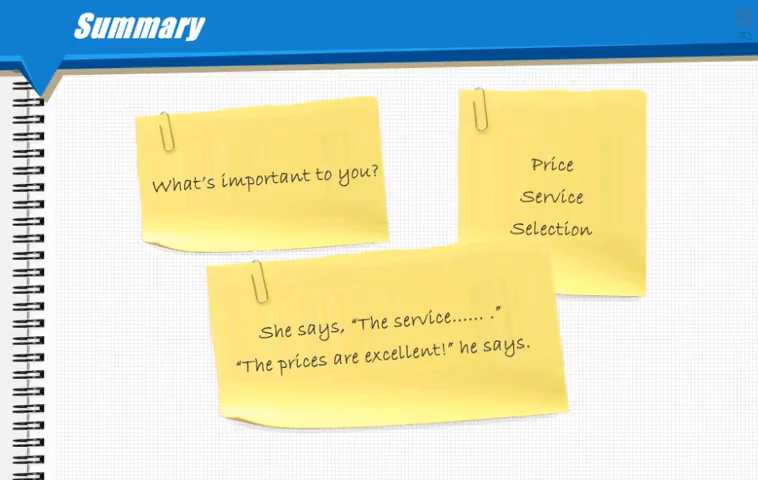 Summary
What's important to you?
Price
Service
Selection
She says, "The service...... ."
"The prices are excellent!" he says.